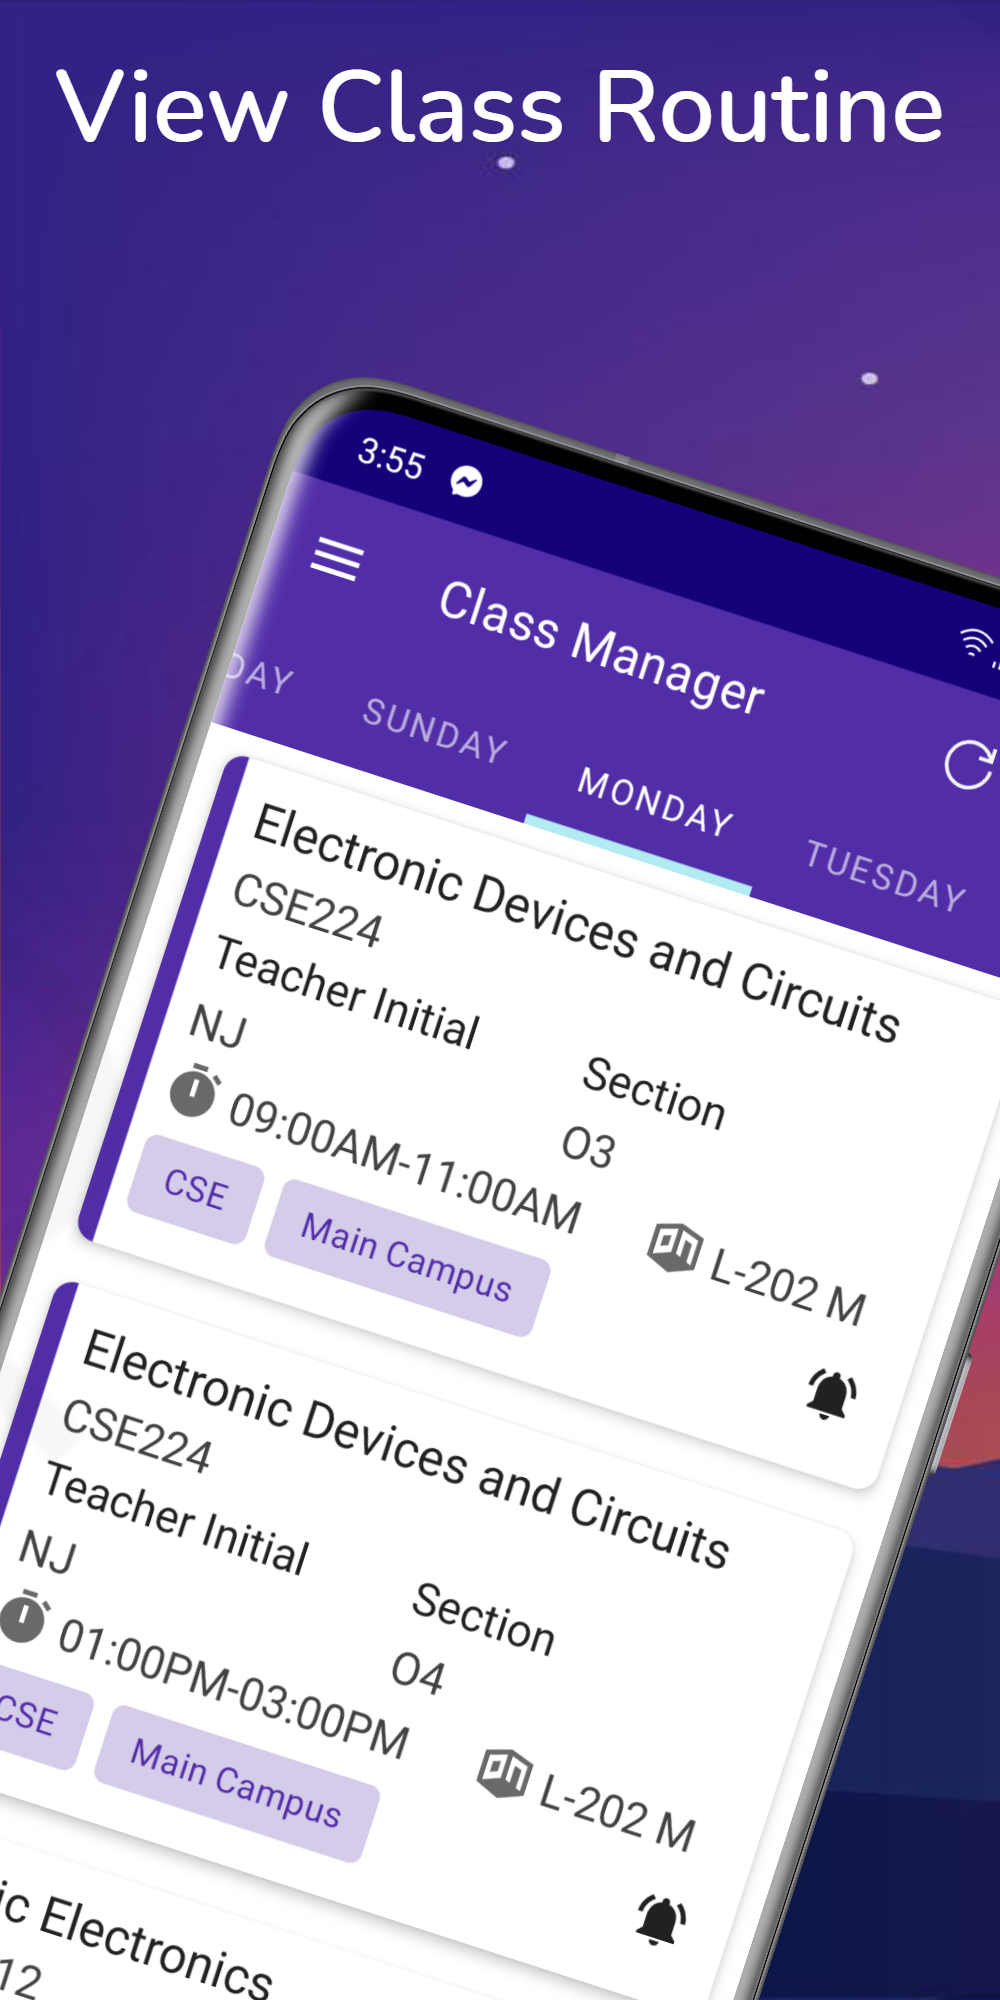 View Class Routine
3:55
Class Manager
DAY SUNDAY MONDAY TUESDAY
Electronic Devices and Circuits
CSE224
Teacher Initial Section
NJ O3
09:00AM-11:00AM L-202 M
CSE Main Campus
Electronic Devices and Circuits
CSE224
Teacher Initial Section
NJ O4
01:00PM-03:00PM L-202 M
CSE Main Campus
ic Electronics
12